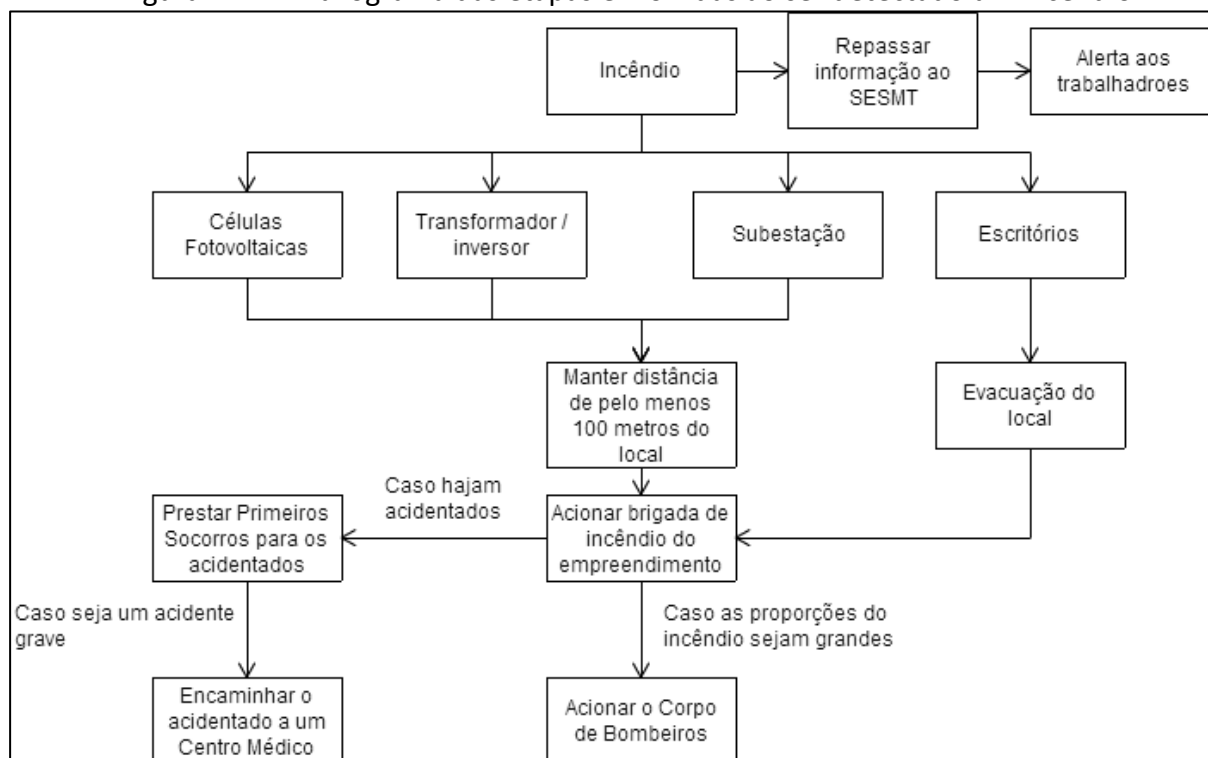 Incêndio
Repassar
informação ao
SESMT
Alerta aos
trabalhadroes
Células
Fotovoltaicas
Transformador /
inversor
Subestação
Escritórios
Manter distância
de pelo menos
100 metros do
local
Evacuação do
local
Caso hajam
acidentados
Prestar Primeiros
Socorros para os
acidentados
Acionar brigada de
incêndio do
empreendimento
Caso seja um acidente
grave
Caso as proporções do
incêndio sejam grandes
Encaminhar o
acidentado a um
Centro Médico
Acionar o Corpo
de Bombeiros